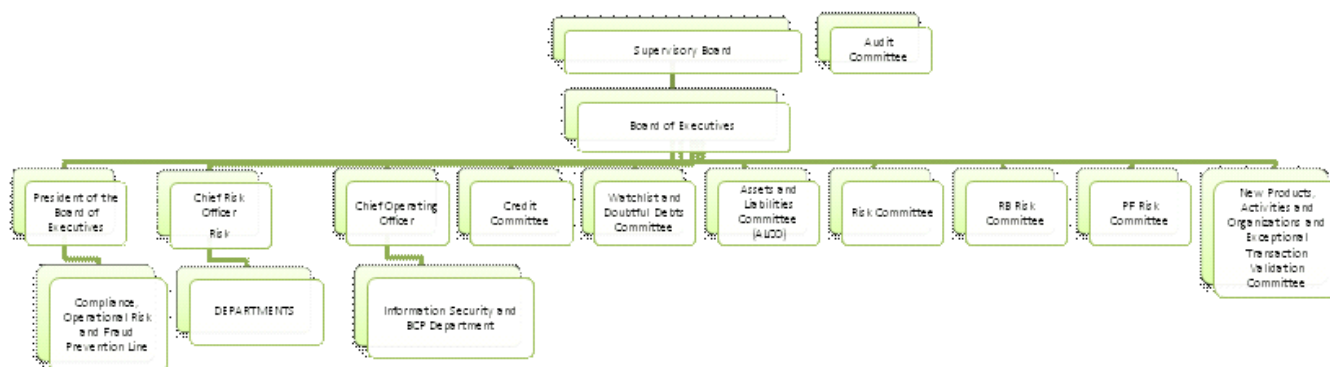 Supervisory Board
Audit
Committee
Board of Executives
President of the
Board of
Executives
Chief Risk
Officer
Risk
Chief Operating
Officer
Credit
Committee
Watchlist and
Doubtful Debts
Committee
Assets and
Liabilities
Committee
(ALCO)
Risk Committee
RB Risk
Committee
PF Risk
Committee
New Products,
Activities and
Organizations and
Exceptional
Transaction
Validation
Committee
Compliance,
Operational Risk
and Fraud
Prevention Line
DEPARTMENTS
Information Security and
BCP Department